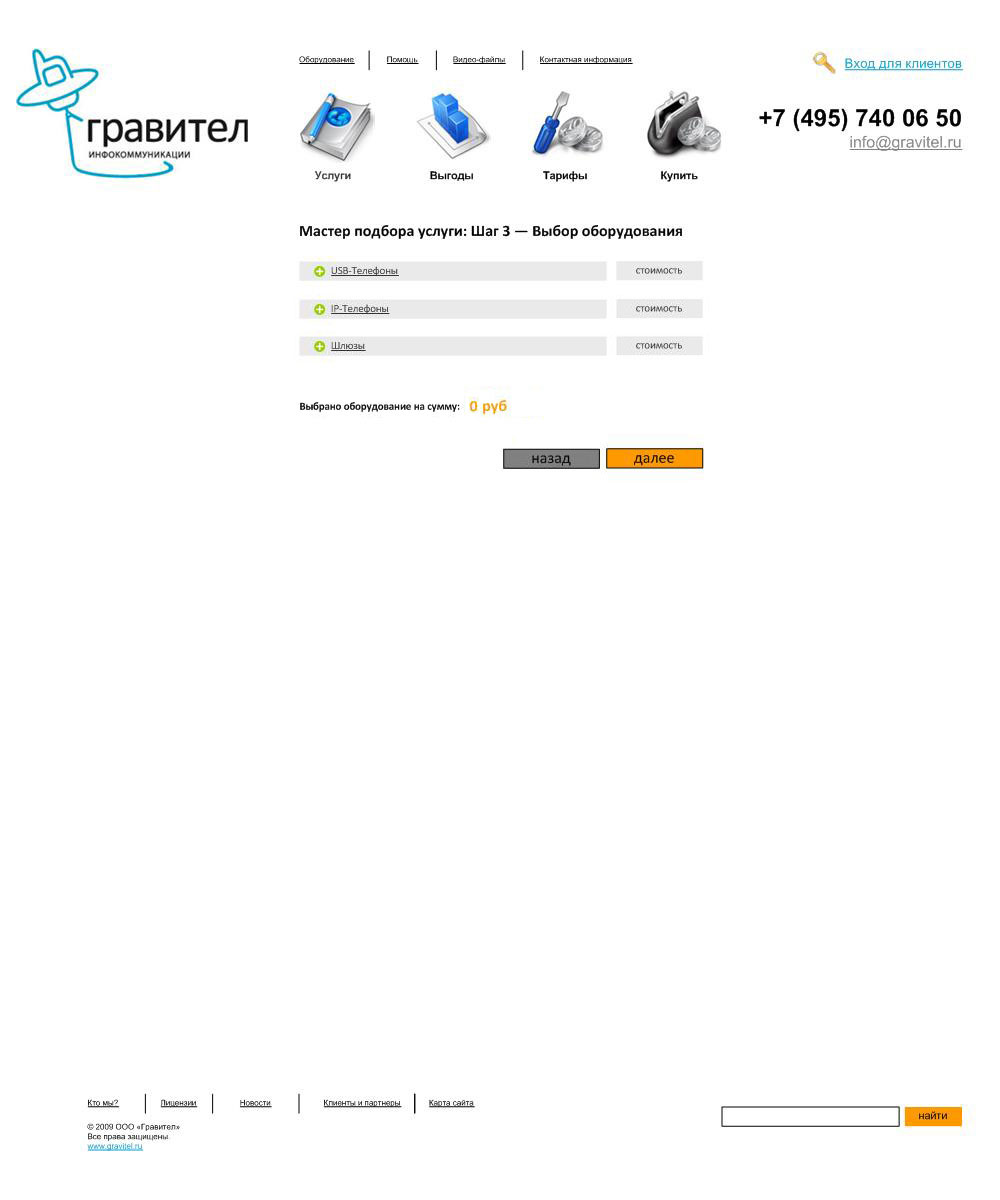 Оборудование
Помощь
Видео-файлы
Контактная информация
Вход для клиентов
гравител
ИНФОКОММУНИКАЦИИ
+7 (495) 740 06 50
info@gravitel.ru
Услуги
Выгоды
Тарифы
Купить
Мастер подбора услуги: Шаг 3 — Выбор оборудования
USB-Телефоны
стоимость
IP-Телефоны
стоимость
Шлюзы
стоимость
Выбрано оборудование на сумму: 0 руб
назад
далее
Кто мы?
Лицензии
Новости
Клиенты и партнеры
Карта сайта
найти
© 2009 ООО «Гравител»
Все права защищены.
www.gravitel.ru